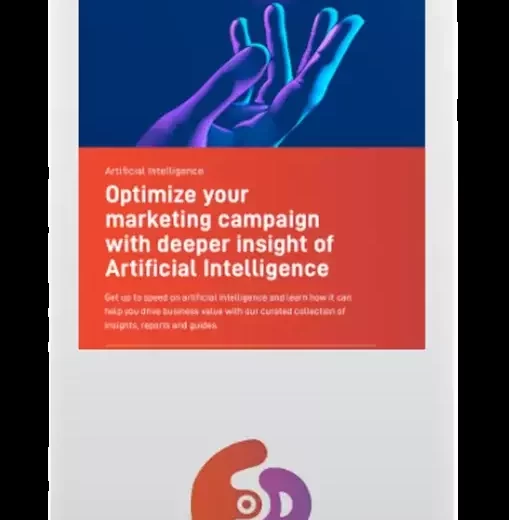 Artificial Intelligence
Optimize your
marketing campaign
with deeper insight of
Artificial Intelligence
Get up to speed on artificial intelligence and learn how it can
help you drive business value with our curated collection of
insights, reports and guides.